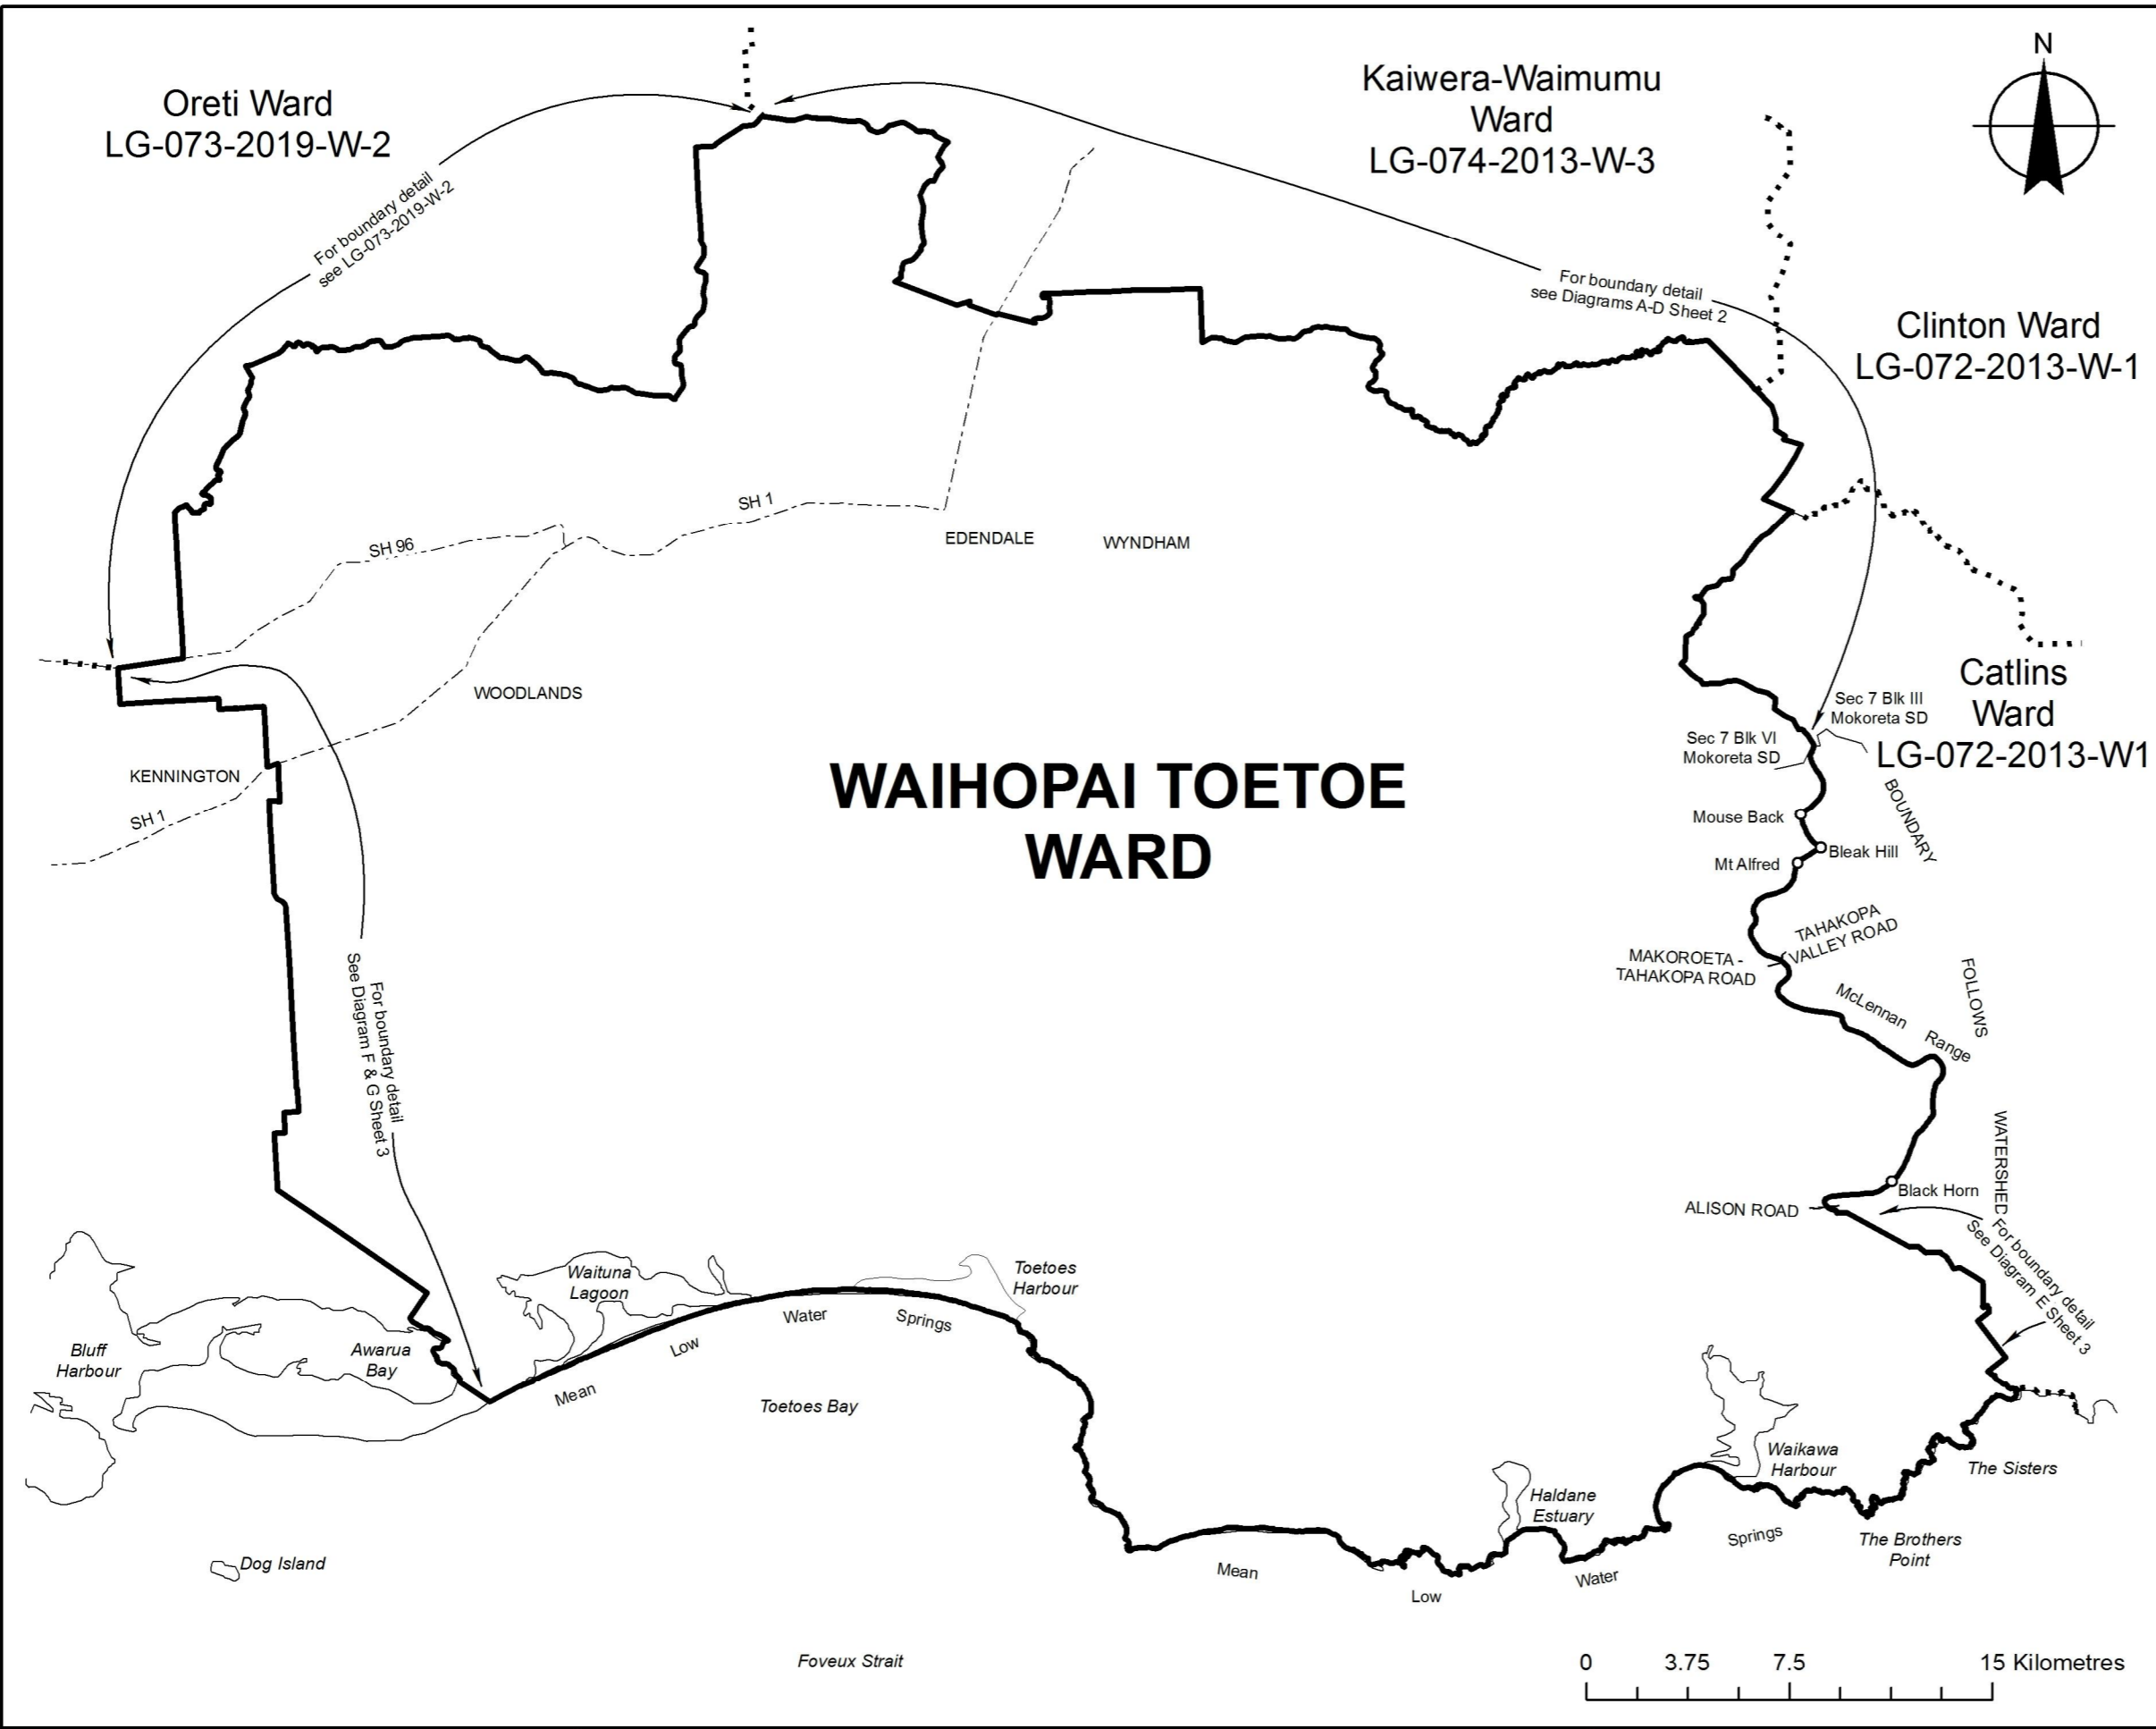 N
Oreti Ward
LG-073-2019-W-2
Kaiwera-Waimumu
Ward
LG-074-2013-W-3
For boundary detail
see LG-073-2019-W-2
For boundary detail
see Diagrams A-D Sheet 2
Clinton Ward
LG-072-2013-W-1
SH 1
SH 96
EDENDALE
WYNDHAM
WOODLANDS
KENNINGTON
SH 1
WAIHOPAI TOETOE
WARD
Catlins
Ward
LG-072-2013-W1
Sec 7 Blk III
Mokoreta SD
Sec 7 Blk VI
Mokoreta SD
BOUNDARY
Mouse Back
Bleak Hill
Mt Alfred
TAHAKOPA
VALLEY ROAD
MAKOROETA -
TAHAKOPA ROAD
FOLLOWS
McLennan
Range
For boundary detail
See Diagram F & G Sheet 3
WATERSHED
Black Horn
ALISON ROAD
For boundary detail
See Diagram E Sheet 3
Waituna
Lagoon
Toetoes
Harbour
Bluff
Harbour
Awarua
Bay
Mean
Low
Water
Springs
Toetoes Bay
Waikawa
Harbour
The Sisters
Haldane
Estuary
The Brothers
Point
Dog Island
Mean
Low
Water
Springs
Foveux Strait
0
3.75
7.5
15 Kilometres